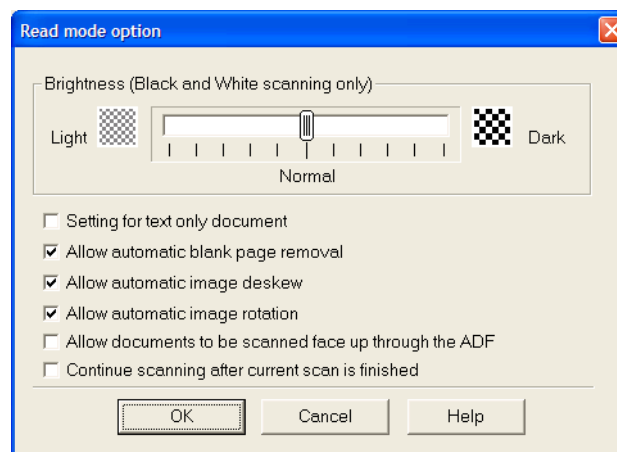 Read mode option
Brightness (Black and White scanning only)
Light
Dark
Normal
Setting for text only document
Allow automatic blank page removal
Allow automatic image deskew
Allow automatic image rotation
Allow documents to be scanned face up through the ADF
Continue scanning after current scan is finished
OK Cancel Help